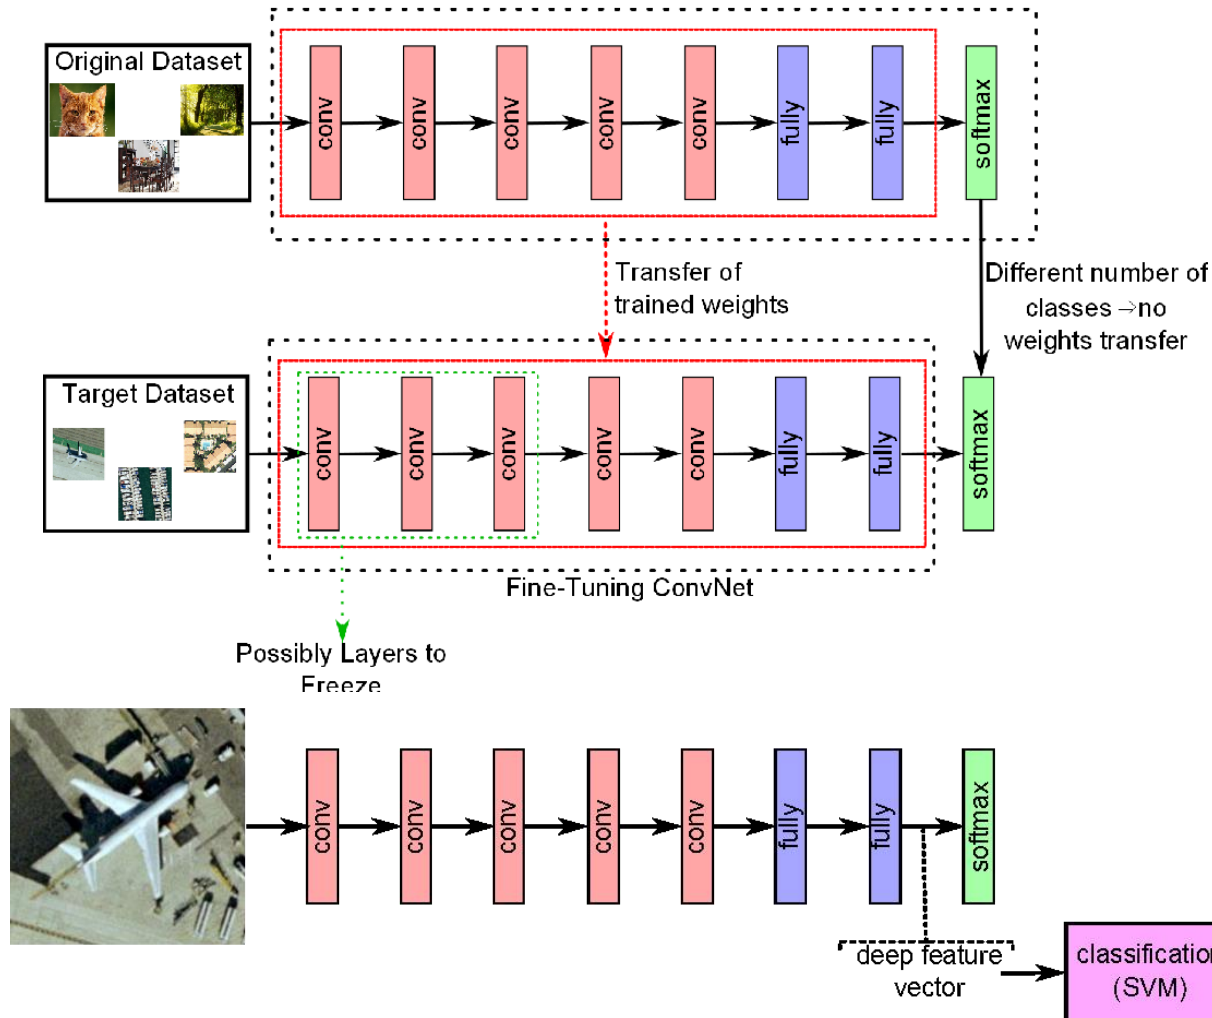 Original Dataset
conv
conv
conv
conv
conv
fully
fully
softmax
Transfer of
trained weights
Different number of
classes →no
weights transfer
Target Dataset
conv
conv
conv
conv
conv
fully
fully
softmax
Fine-Tuning ConvNet
Possibly Layers to
Freeze
conv
conv
conv
conv
conv
fully
fully
softmax
deep feature
vector
classification
(SVM)